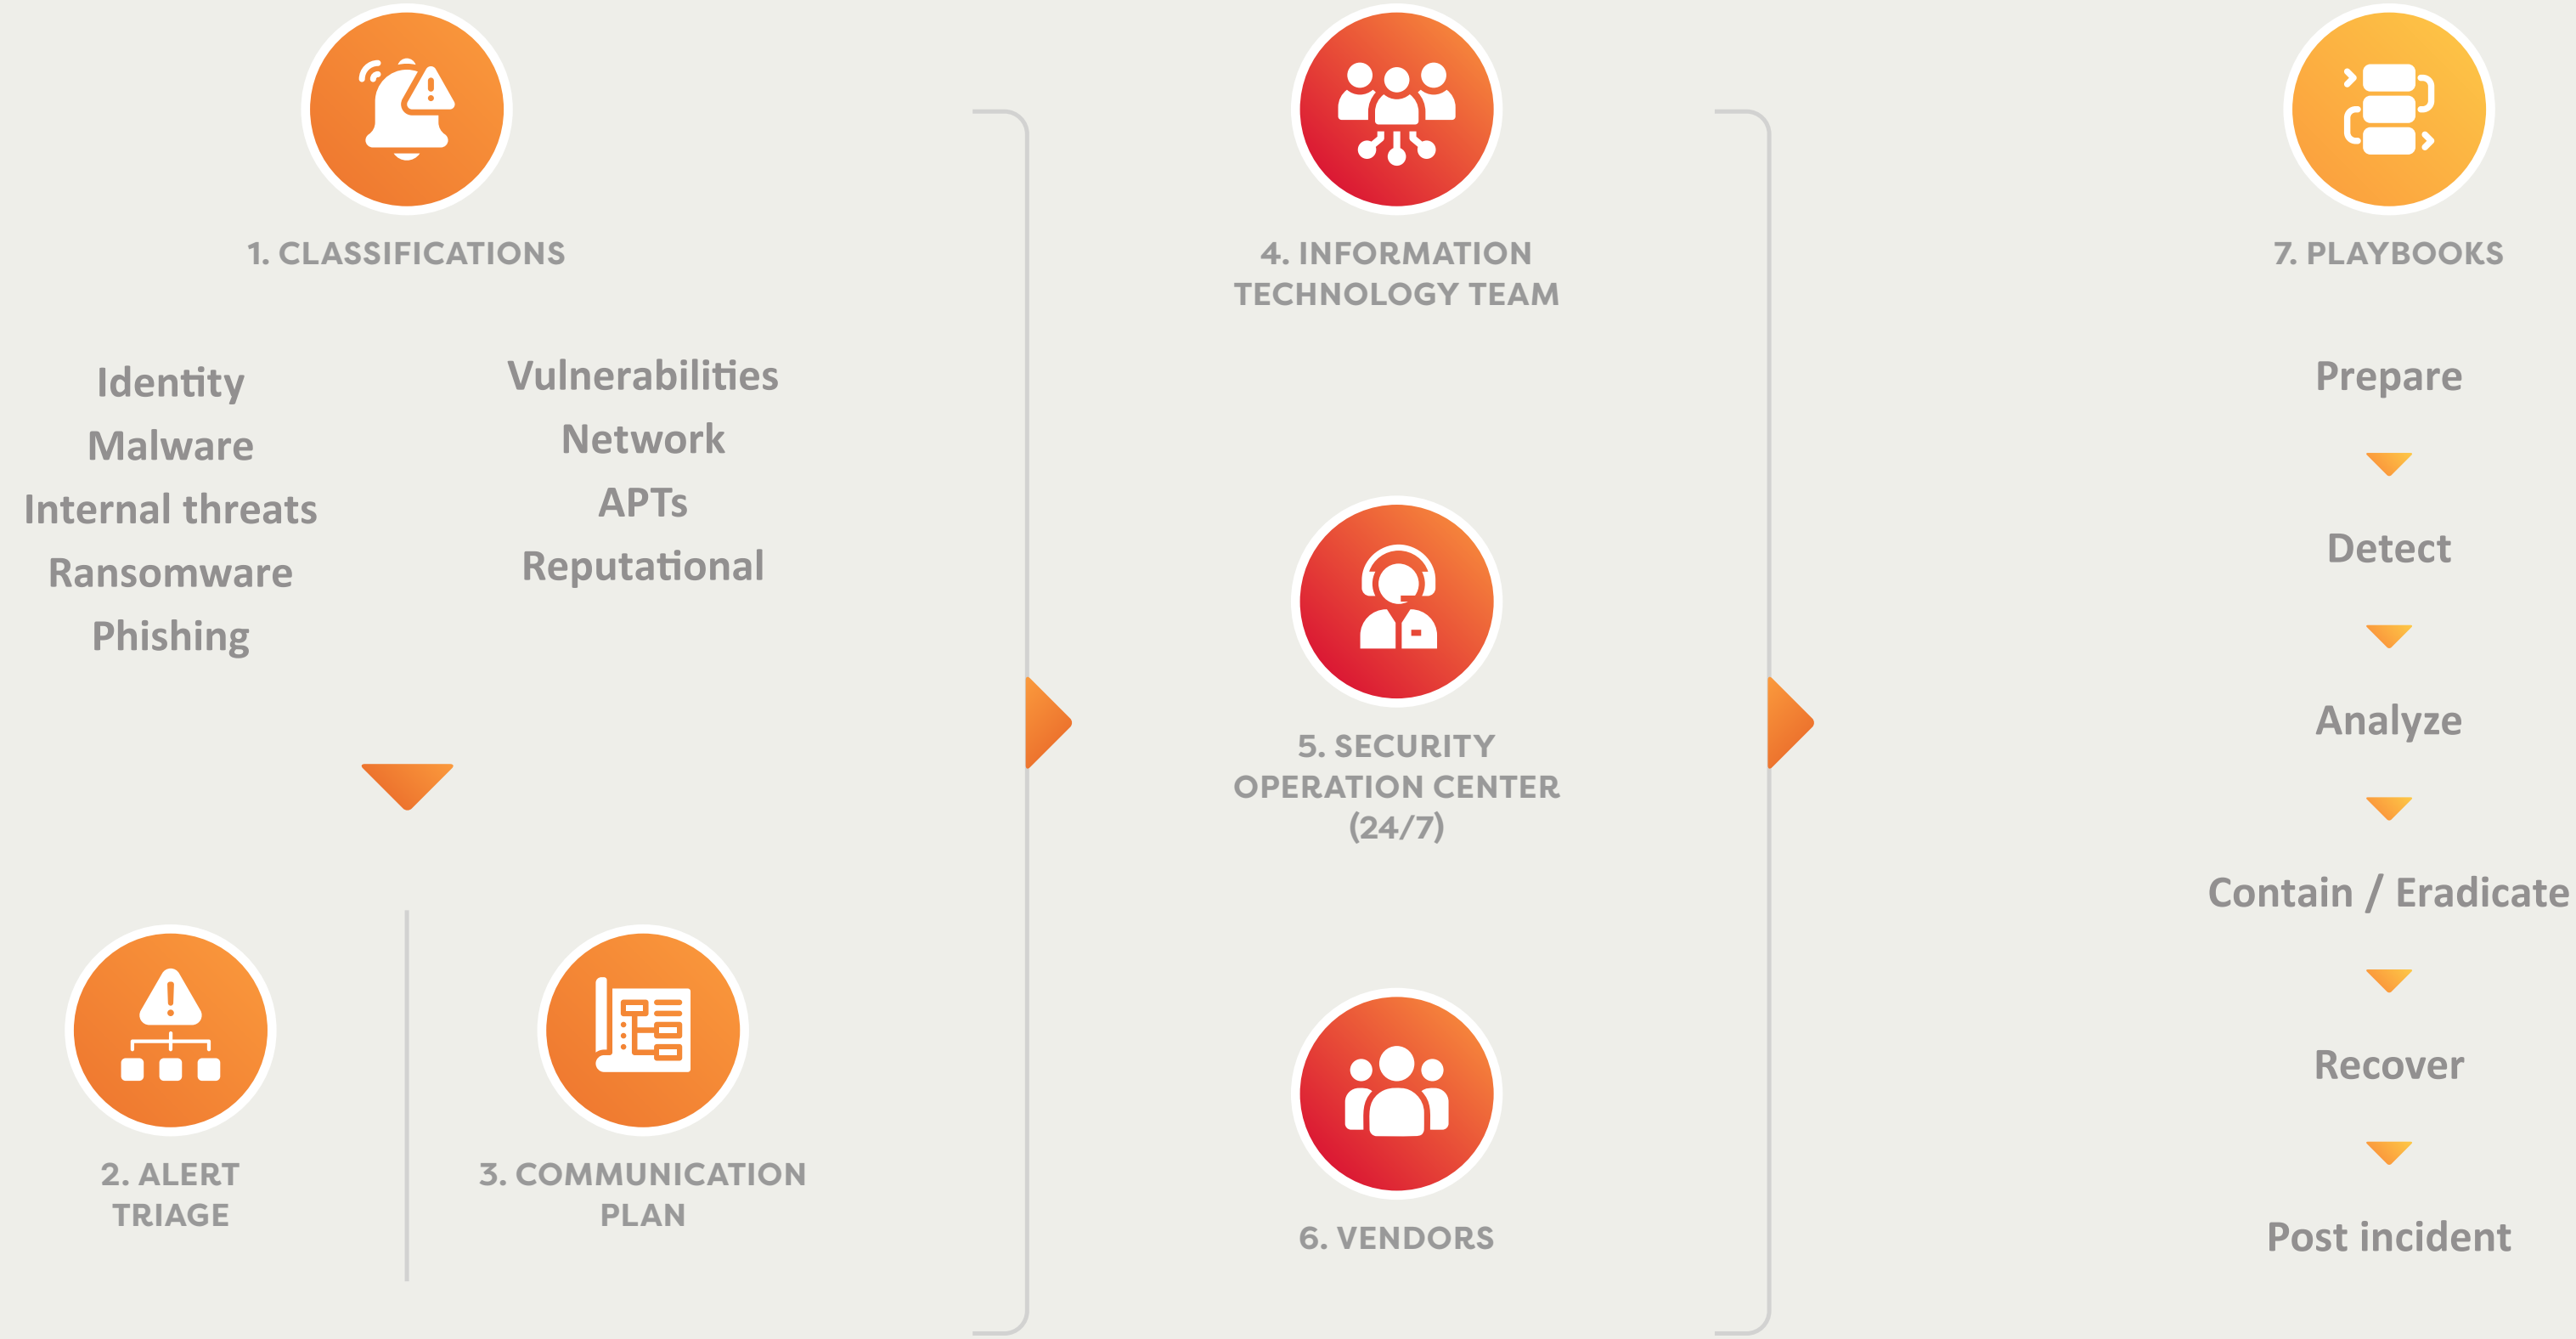 1. CLASSIFICATIONS
Identity
Malware
Internal threats
Ransomware
Phishing
Vulnerabilities
Network
APTs
Reputational
2. ALERT
TRIAGE
3. COMMUNICATION
PLAN
4. INFORMATION
TECHNOLOGY TEAM
5. SECURITY
OPERATION CENTER
(24/7)
6. VENDORS
7. PLAYBOOKS
Prepare
Detect
Analyze
Contain / Eradicate
Recover
Post incident